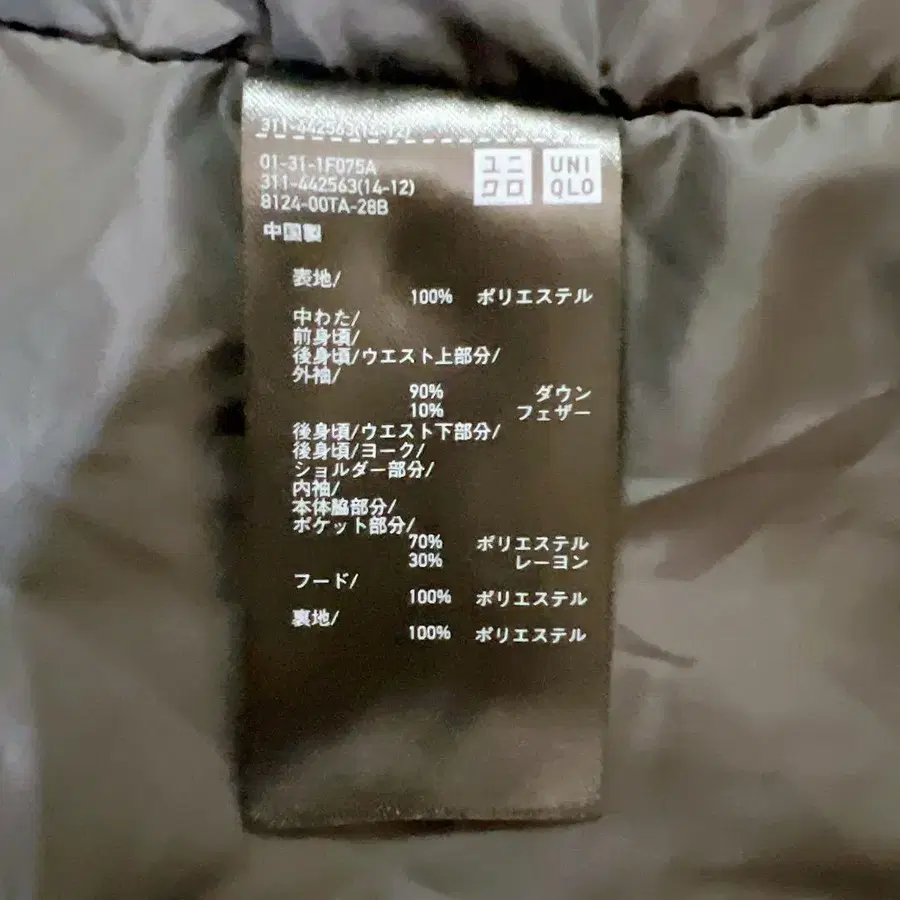 311-442563(14-12)
01-31-1F075A
311-442563(14-12)
8124-00TA-28B
中国製
ユニ
クロ
UNI
QLO
表地/
100% ポリエステル
中わた/
前身頃/
後身頃/ウエスト上部分/
外袖/
90% ダウン
10% フェザー
後身頃/ウエスト下部分/
後身頃/ヨーク/
ショルダー部分/
内袖/
本体脇部分/
ポケット部分/
70% ポリエステル
30% レーヨン
フード/
100% ポリエステル
裏地/
100% ポリエステル